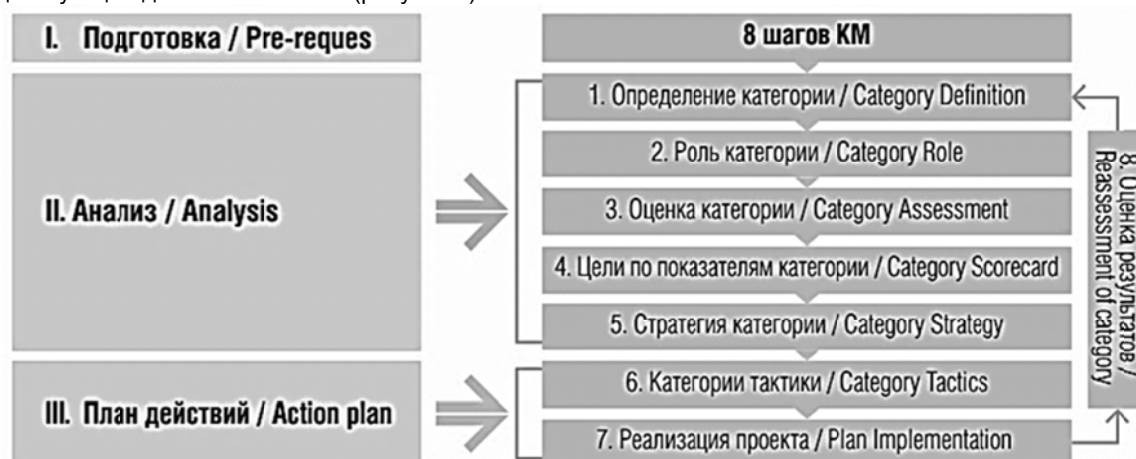 I. Подготовка / Pre-reques
II. Анализ / Analysis
III. План действий / Action plan
8 шагов КМ
1. Определение категории / Category Definition
2. Роль категории / Category Role
3. Оценка категории / Category Assessment
4. Цели по показателям категории / Category Scorecard
5. Стратегия категории / Category Strategy
6. Категории тактики / Category Tactics
7. Реализация проекта / Plan Implementation
8. Оценка результатов /
Reassessment of category